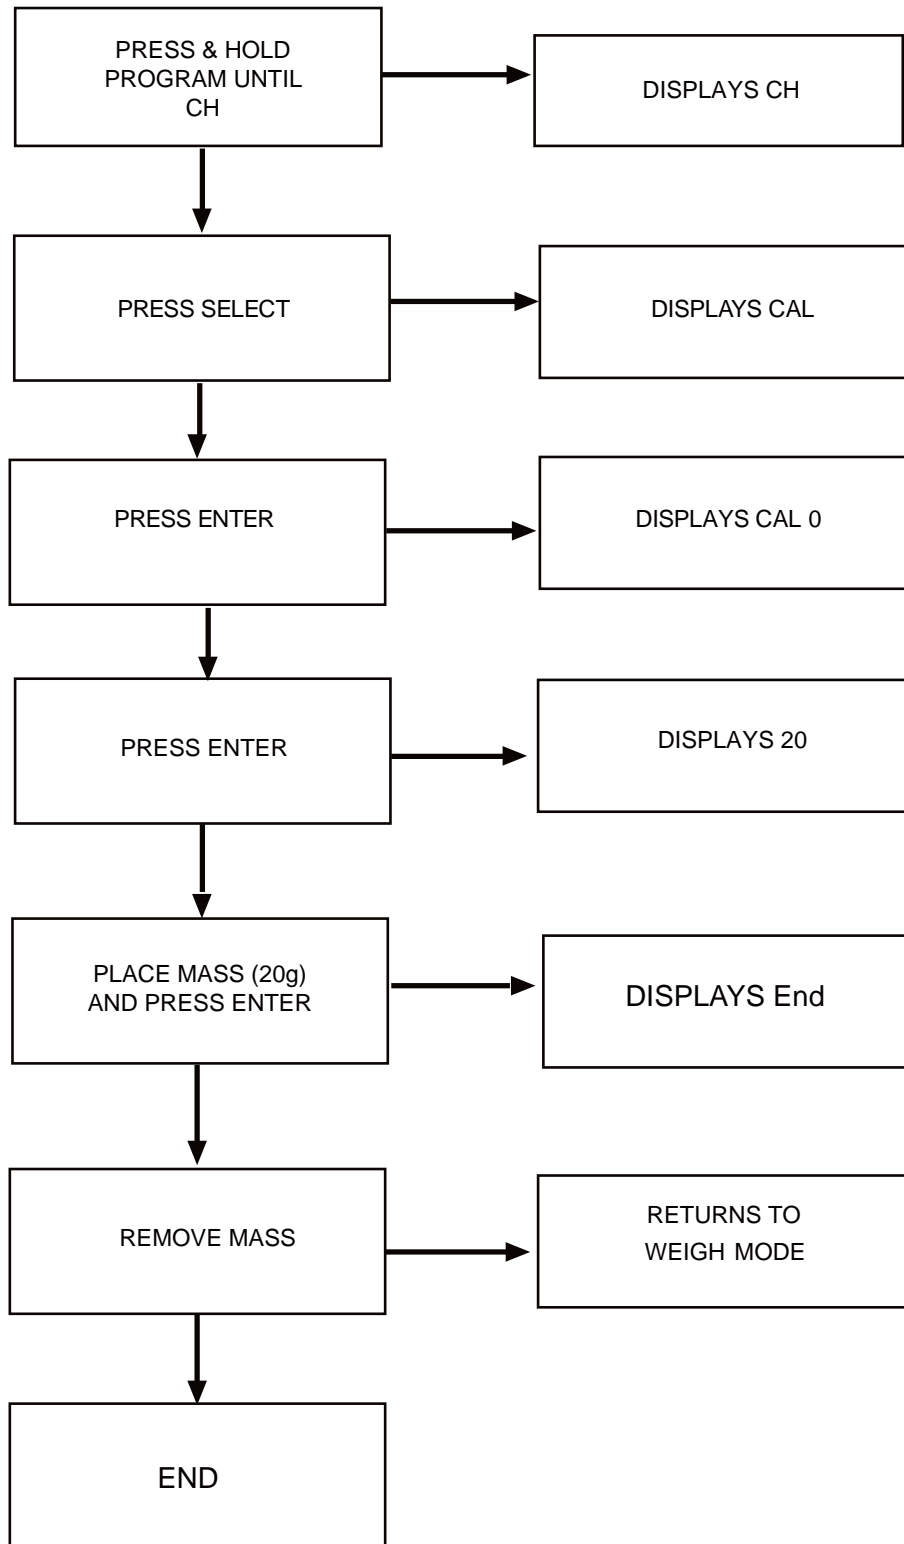 PRESS & HOLD
PROGRAM UNTIL
CH
DISPLAYS CH
PRESS SELECT
DISPLAYS CAL
PRESS ENTER
DISPLAYS CAL 0
PRESS ENTER
DISPLAYS 20
PLACE MASS (20g)
AND PRESS ENTER
DISPLAYS End
REMOVE MASS
RETURNS TO
WEIGH MODE
END